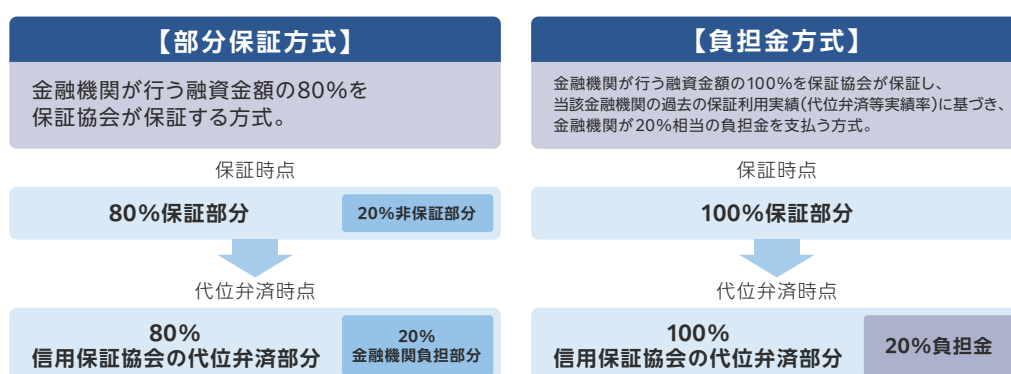 【部分保証方式】
金融機関が行う融資金額の80%を
保証協会が保証する方式。
保証時点
80%保証部分
20%非保証部分
代位弁済時点
80%
信用保証協会の代位弁済部分
20%
金融機関負担部分
【負担金方式】
金融機関が行う融資金額の100%を保証協会が保証し、
当該金融機関の過去の保証利用実績(代位弁済等実績率)に基づき、
金融機関が20%相当の負担金を支払う方式。
保証時点
100%保証部分
代位弁済時点
100%
信用保証協会の代位弁済部分
20%負担金